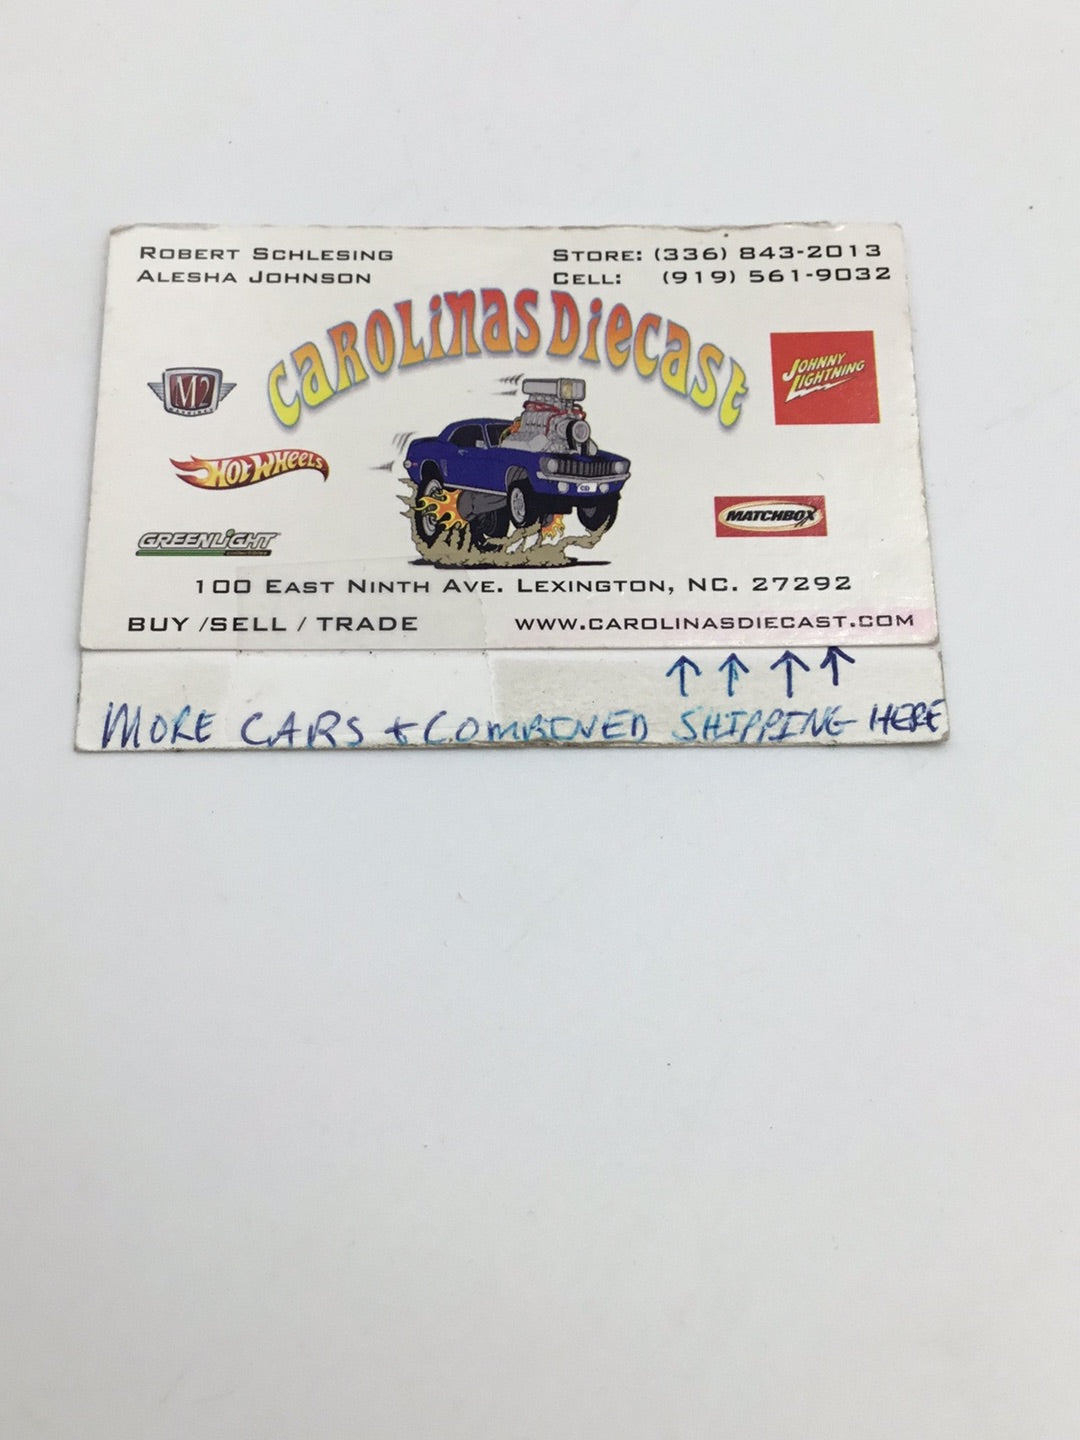 ROBERT SCHLESING
ALESHA JOHNSON
STORE: (336) 843-2013
CELL: (919) 561-9032
CAROLINAS DIECAST
M2
JOHNNY
LIGHTNING
HOT WHEELS
GREENLIGHT
MATCHBOX
100 EAST NINTH AVE. LEXINGTON, NC. 27292
BUY /SELL / TRADE
WWW.CAROLINASDIECAST.COM
↑ ↑ ↑ ↑
MORE CARS + COMBINED SHIPPING HERE